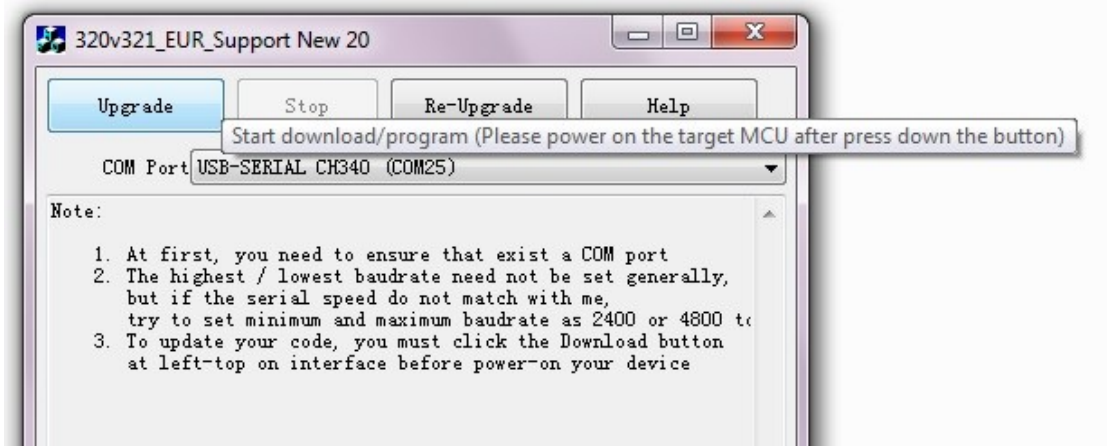 320v321_EUR_Support New 20
Upgrade Stop Re-Upgrade Help
Start download/program (Please power on the target MCU after press down the button)
COM Port USB-SERIAL CH340 (COM25)
Note:
1. At first, you need to ensure that exist a COM port
2. The highest / lowest baudrate need not be set generally,
but if the serial speed do not match with me,
try to set minimum and maximum baudrate as 2400 or 4800
3. To update your code, you must click the Download button
at left-top on interface before power-on your device